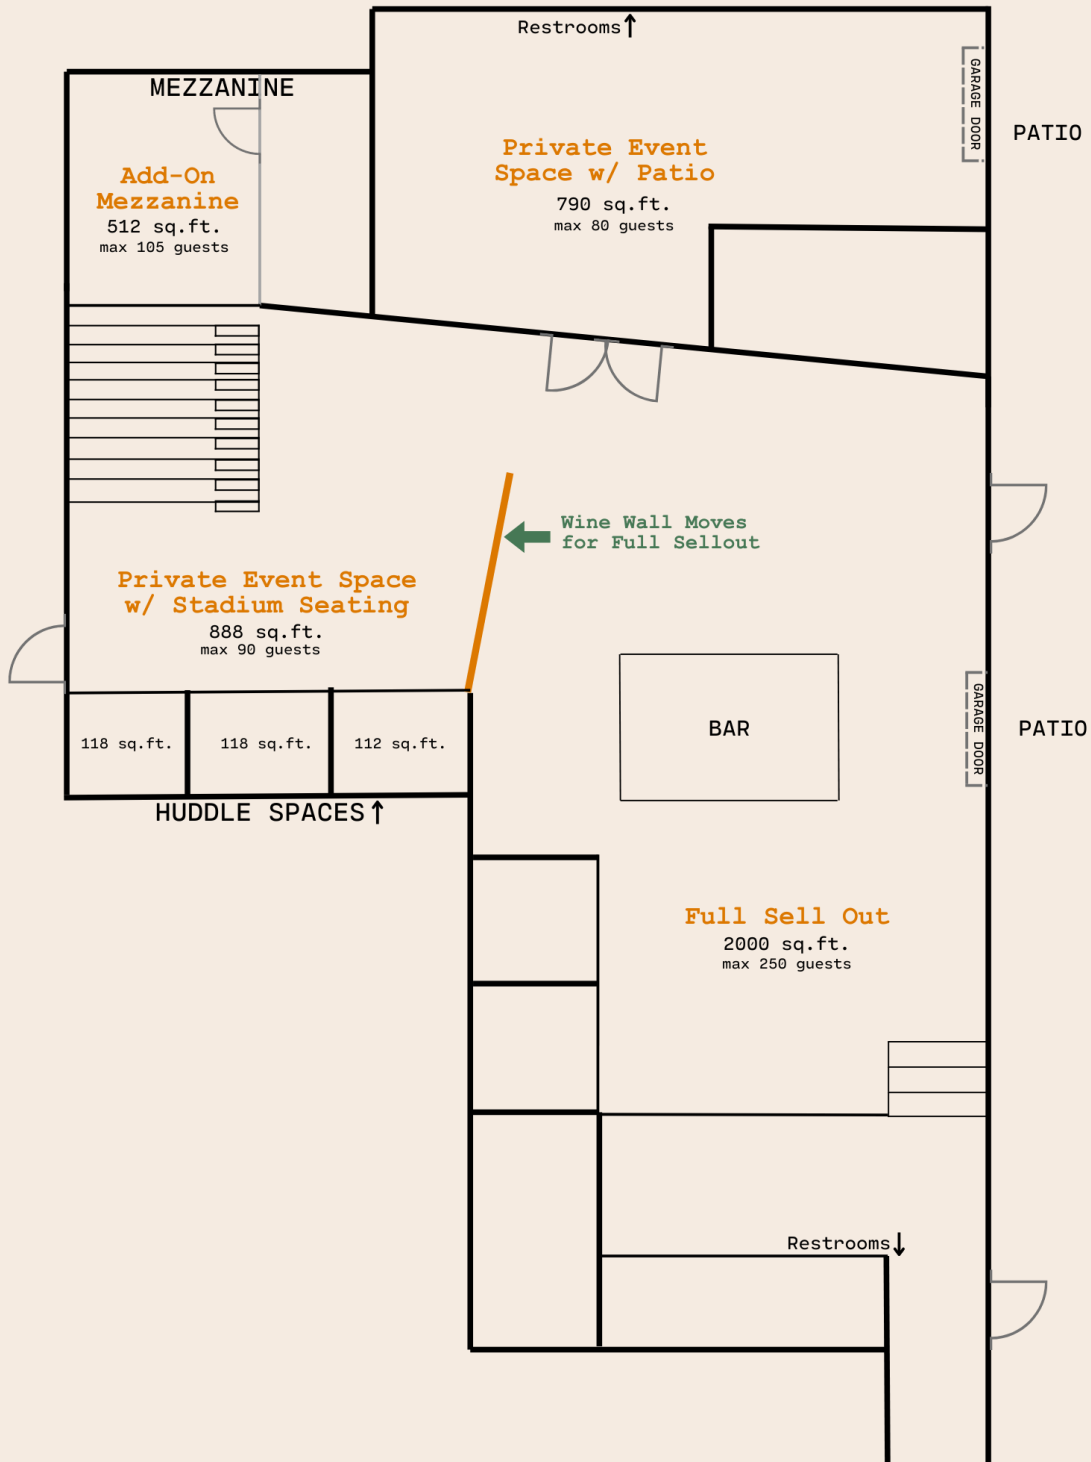 Restrooms↑
MEZZANINE
GARAGE DOOR
PATIO
Private Event
Space w/ Patio
790 sq.ft.
max 80 guests
Add-On
Mezzanine
512 sq.ft.
max 105 guests
Wine Wall Moves
for Full Sellout
Private Event Space
w/ Stadium Seating
888 sq.ft.
max 90 guests
GARAGE DOOR
PATIO
BAR
118 sq.ft.
118 sq.ft.
112 sq.ft.
HUDDLE SPACES↑
Full Sell Out
2000 sq.ft.
max 250 guests
Restrooms↓